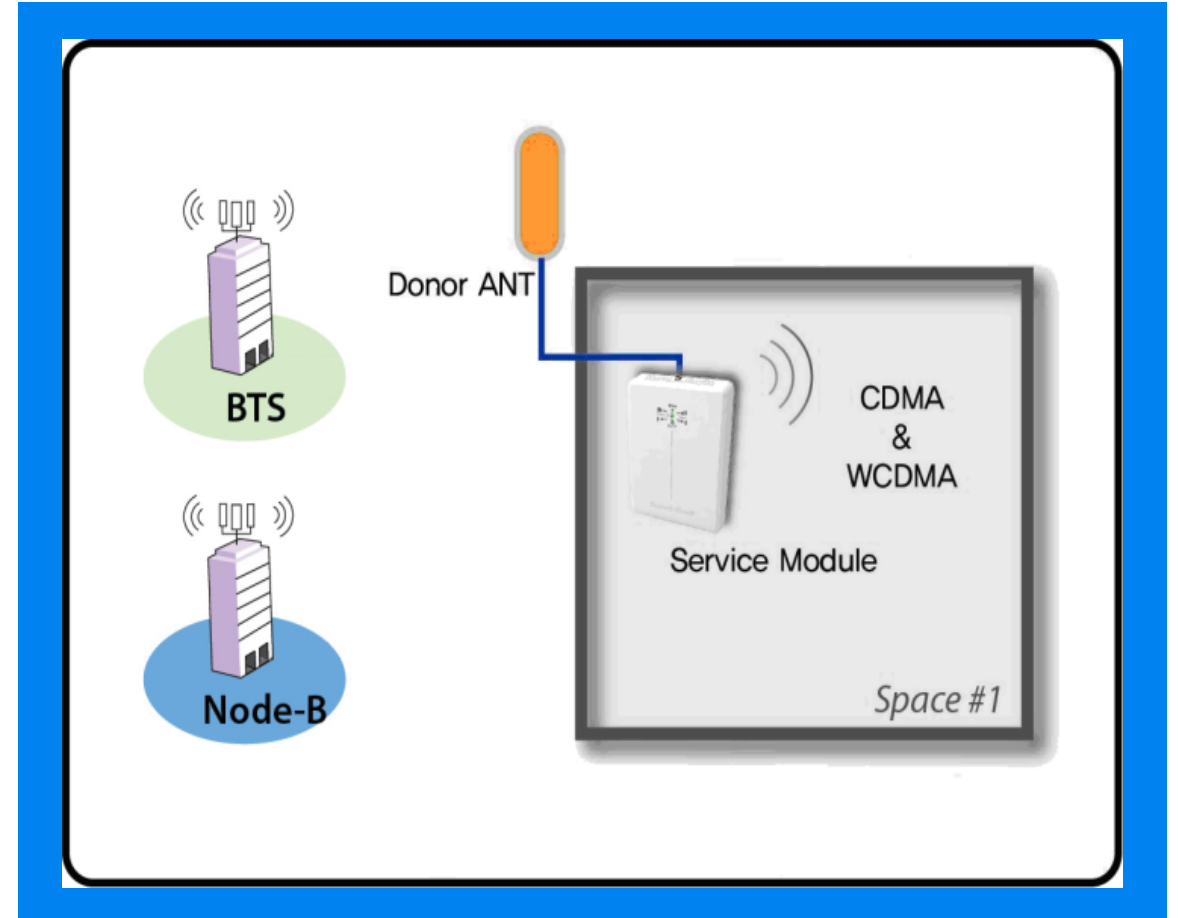 Donor ANT
BTS
CDMA
&
WCDMA
Service Module
Node-B
Space #1